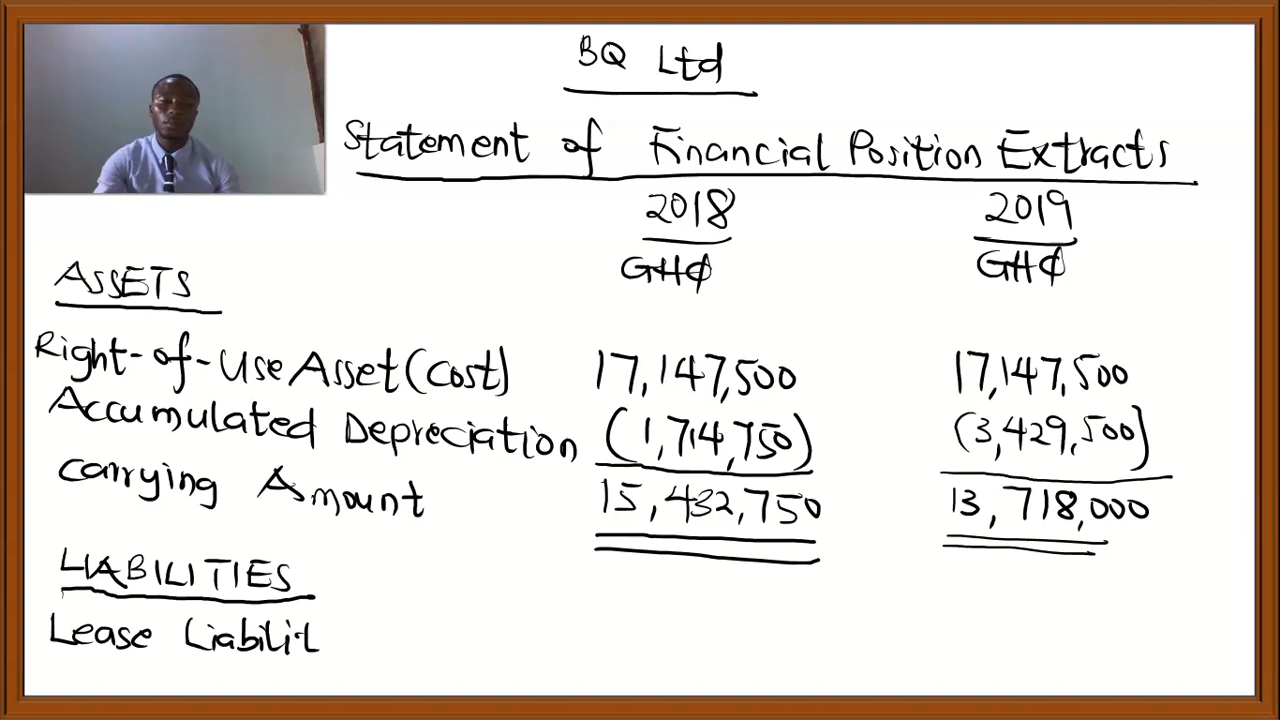 BQ Ltd
Statement of Financial Position Extracts
2018 2019
GH₵ GH₵
ASSETS
Right-of-Use Asset (Cost) 17,147,500 17,147,500
Accumulated Depreciation (1,714,750) (3,429,500)
Carrying Amount 15,432,750 13,718,000
LIABILITIES
Lease Liabilit